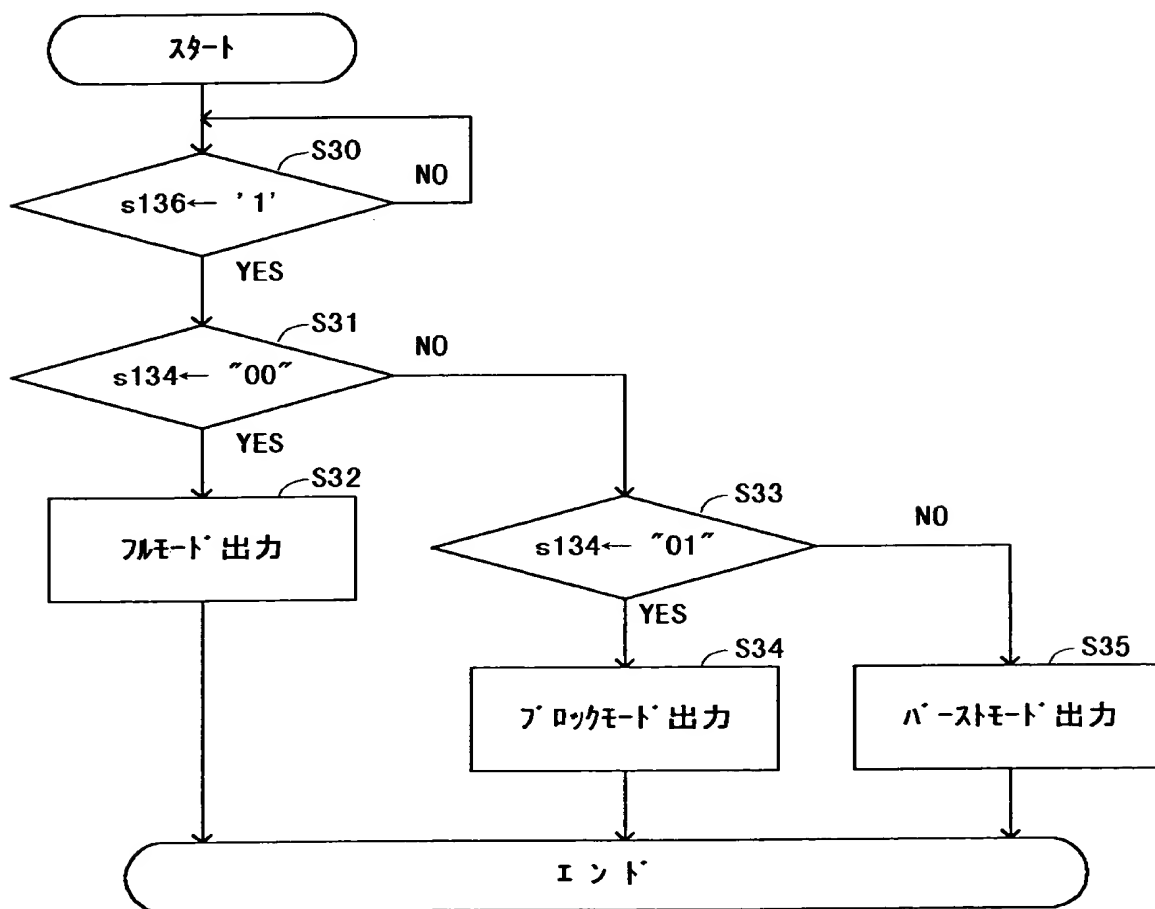 スタート
S30
s136← '1'
NO
YES
S31
s134← "00"
NO
YES
S32
フルモード出力
S33
s134← "01"
NO
YES
S34
ブロックモード出力
S35
バーストモード出力
エンド